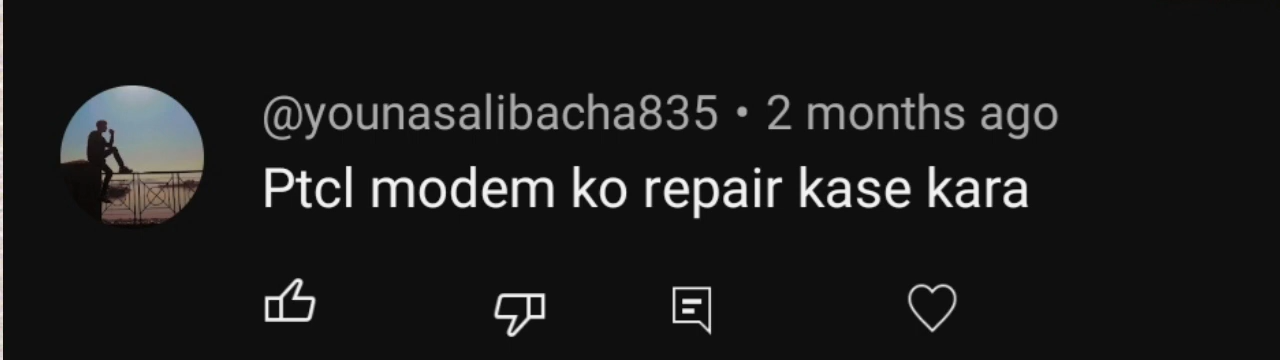 @younasalibacha835 • 2 months ago
Ptcl modem ko repair kase kara